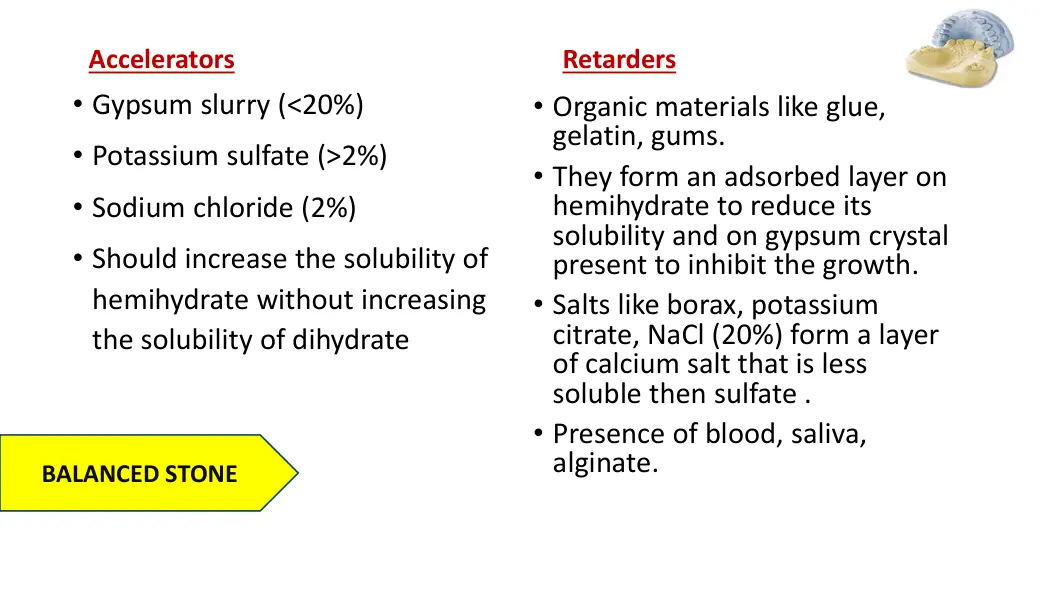 Accelerators
• Gypsum slurry (<20%)
• Potassium sulfate (>2%)
• Sodium chloride (2%)
• Should increase the solubility of
hemihydrate without increasing
the solubility of dihydrate
BALANCED STONE
Retarders
• Organic materials like glue,
gelatin, gums.
• They form an adsorbed layer on
hemihydrate to reduce its
solubility and on gypsum crystal
present to inhibit the growth.
• Salts like borax, potassium
citrate, NaCl (20%) form a layer
of calcium salt that is less
soluble then sulfate .
• Presence of blood, saliva,
alginate.